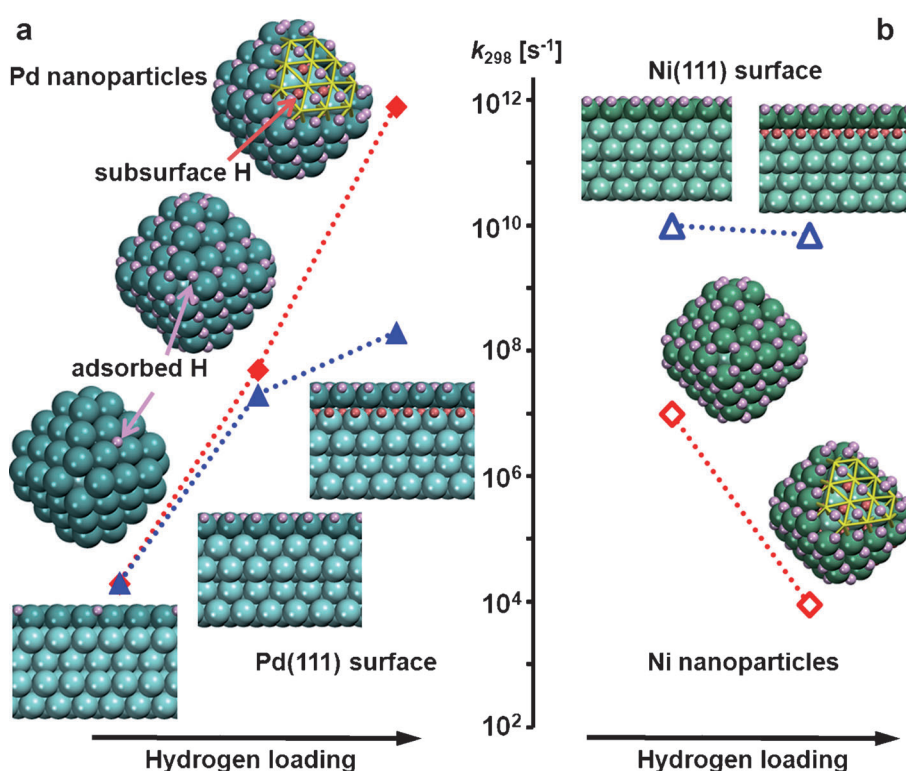 a
Pd nanoparticles
subsurface H
adsorbed H
Pd(111) surface
Hydrogen loading
k₂₉₈ [s⁻¹]
10¹²
10¹⁰
10⁸
10⁶
10⁴
10²
b
Ni(111) surface
Ni nanoparticles
Hydrogen loading